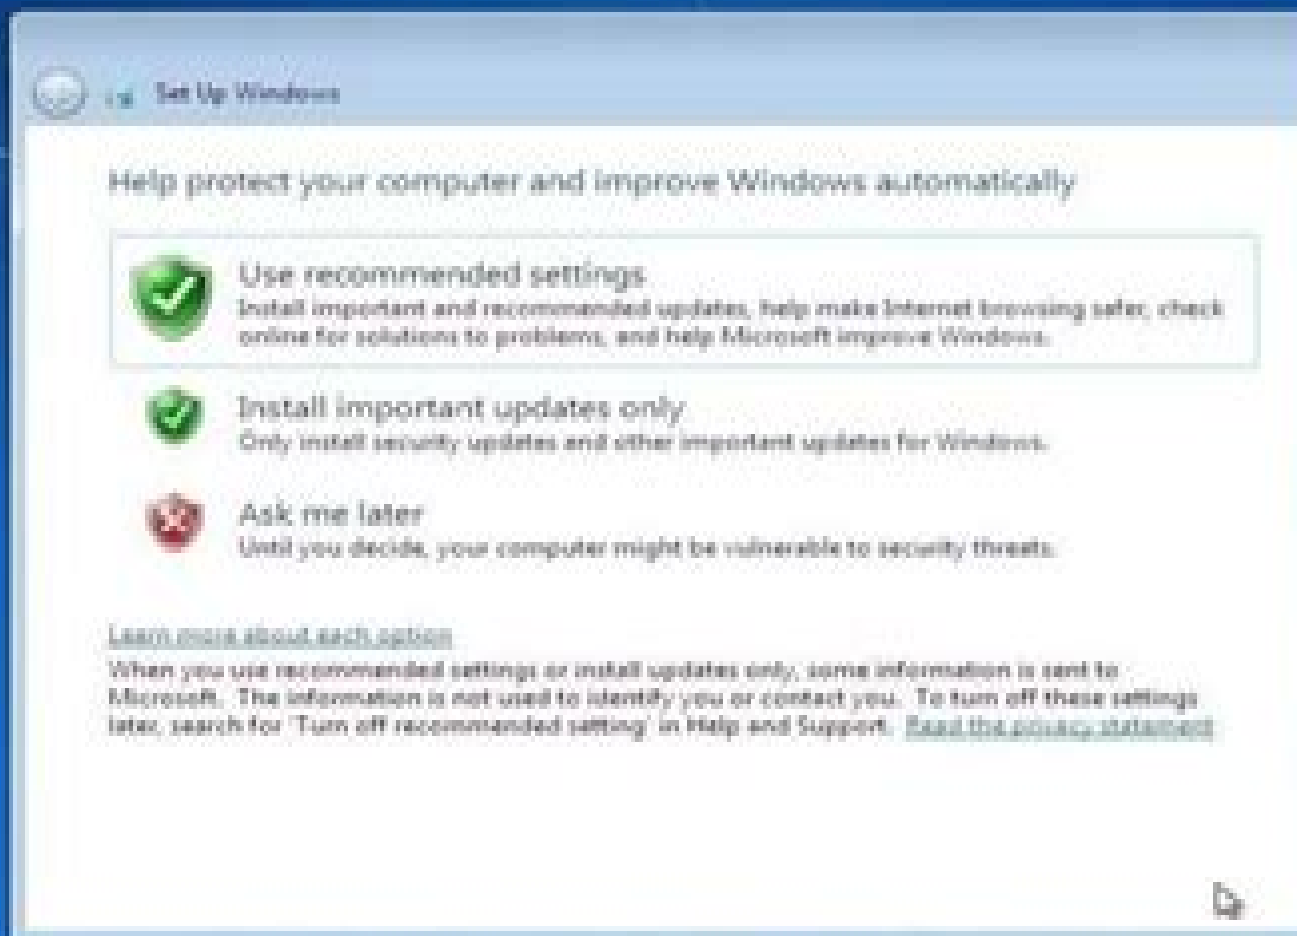 Set Up Windows
Help protect your computer and improve Windows automatically
Use recommended settings
Install important and recommended updates, help make Internet browsing safer, check
online for solutions to problems, and help Microsoft improve Windows.
Install important updates only
Only install security updates and other important updates for Windows.
Ask me later
Until you decide, your computer might be vulnerable to security threats.
Learn more about each option
When you use recommended settings or install updates only, some information is sent to
Microsoft. The information is not used to identify you or contact you. To turn off these settings
later, search for 'Turn off recommended setting' in Help and Support. Read the privacy statement